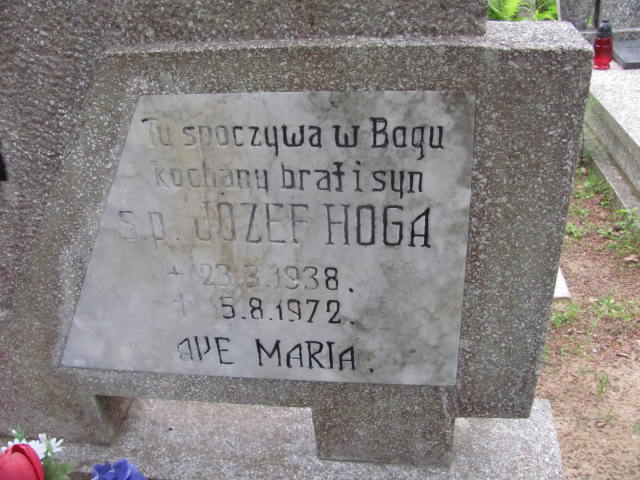 Tu spoczywa w Bogu
kochany brat i syn
s.p. JÓZEF HOGA
+ 23.3.1938.
+ 5.8.1972.
AVE MARIA.